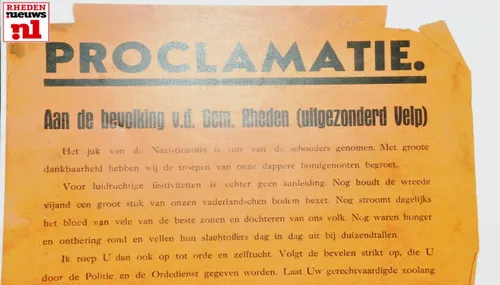 RHEDEN
nieuws
.nl
PROCLAMATIE.
Aan de bevolking v.d. Gem. Rheden (uitgezonderd Velp)
Het juk van de Nazi-tirannie is ons van de schouders genomen. Met groote
dankbaarheid hebben wij de troepen van onze dappere bondgenooten begroet.
Voor luidruchtige festiviteiten is echter geen aanleiding. Nog houdt de wreede
vijand een groot stuk van onzen vaderlandschen bodem bezet. Nog stroomt dagelijks
het bloed van vele van de beste zonen en dochteren van ons volk. Nog waren honger
en ontbering rond en vellen hun slachtoffers dag in dag uit bij duizendtallen.
Ik roep U dan ook op tot orde en zelftucht. Volgt de bevelen strikt op, die U
door de Politie en de Ordedienst gegeven worden. Laat Uw gerechtvaardigde zoolang